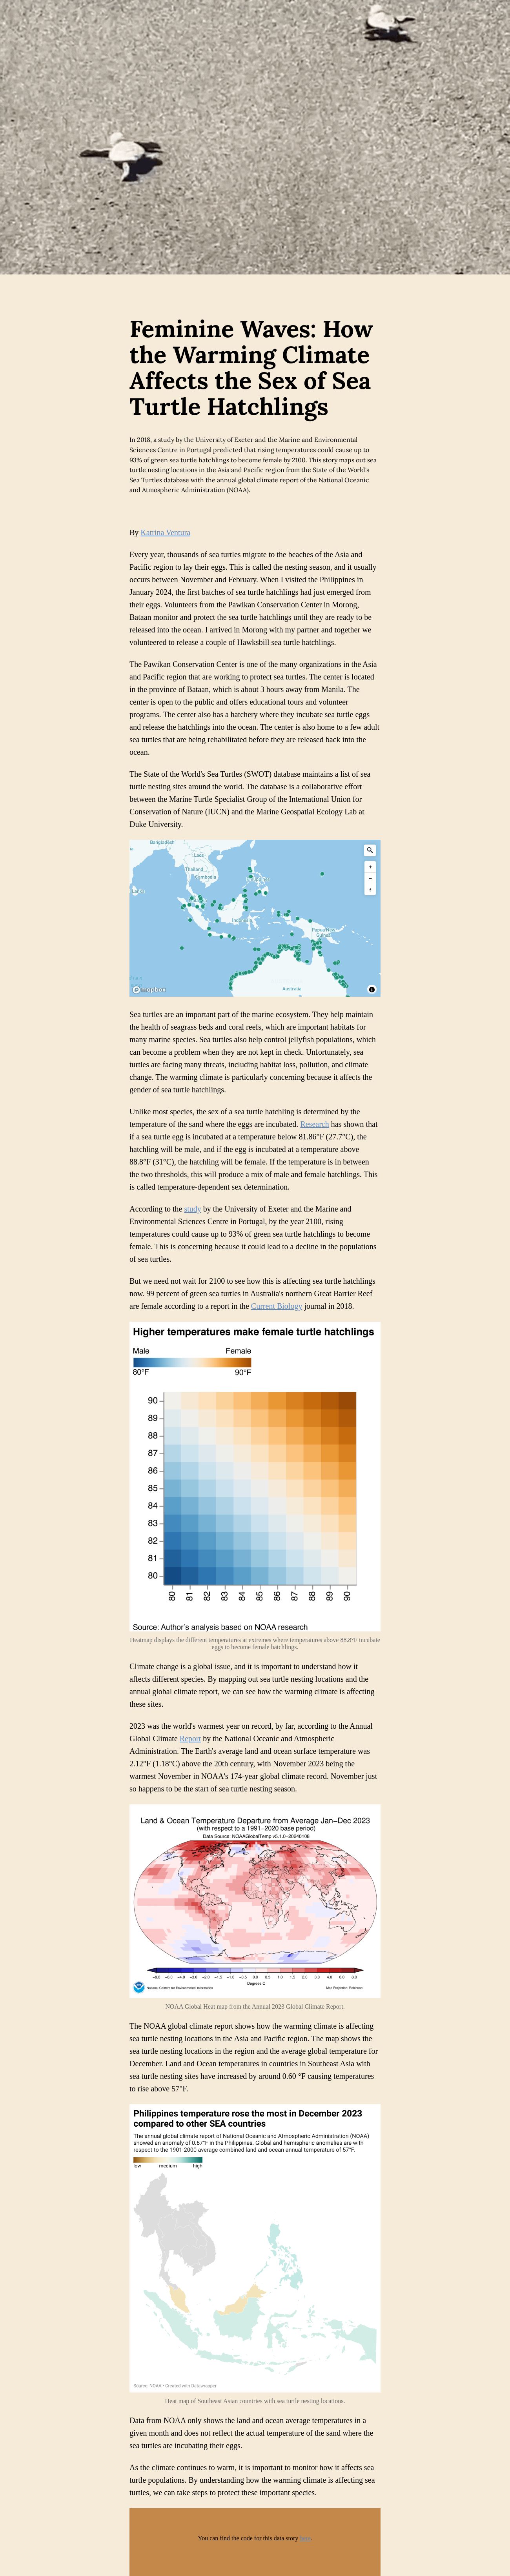 Feminine Waves: How
the Warming Climate
Affects the Sex of Sea
Turtle Hatchlings
In 2018, a study by the University of Exeter and the Marine and Environmental
Sciences Centre in Portugal predicted that rising temperatures could cause up to
93% of green sea turtle hatchlings to become female by 2100. This story maps out sea
turtle nesting locations in the Asia and Pacific region from the State of the World's
Sea Turtles database with the annual global climate report of the National Oceanic
and Atmospheric Administration (NOAA).
By Katrina Ventura
Every year, thousands of sea turtles migrate to the beaches of the Asia and
Pacific region to lay their eggs. This is called the nesting season, and it usually
occurs between November and February. When I visited the Philippines in
January 2024, the first batches of sea turtle hatchlings had just emerged from
their eggs. Volunteers from the Pawikan Conservation Center in Morong,
Bataan monitor and protect the sea turtle hatchlings until they are ready to be
released into the ocean. I arrived in Morong with my partner and together we
volunteered to release a couple of Hawksbill sea turtle hatchlings.
The Pawikan Conservation Center is one of the many organizations in the Asia
and Pacific region that are working to protect sea turtles. The center is located
in the province of Bataan, which is about 3 hours away from Manila. The
center is open to the public and offers educational tours and volunteer
programs. The center also has a hatchery where they incubate sea turtle eggs
and release the hatchlings into the ocean. The center is also home to a few adult
sea turtles that are being rehabilitated before they are released back into the
ocean.
The State of the World's Sea Turtles (SWOT) database maintains a list of sea
turtle nesting sites around the world. The database is a collaborative effort
between the Marine Turtle Specialist Group of the International Union for
Conservation of Nature (IUCN) and the Marine Geospatial Ecology Lab at
Duke University.
Bangladesh
Laos
Thailand
Cambodia
Papua New
Australia
mapbox
Sea turtles are an important part of the marine ecosystem. They help maintain
the health of seagrass beds and coral reefs, which are important habitats for
many marine species. Sea turtles also help control jellyfish populations, which
can become a problem when they are not kept in check. Unfortunately, sea
turtles are facing many threats, including habitat loss, pollution, and climate
change. The warming climate is particularly concerning because it affects the
gender of sea turtle hatchlings.
Unlike most species, the sex of a sea turtle hatchling is determined by the
temperature of the sand where the eggs are incubated. Research has shown that
if a sea turtle egg is incubated at a temperature below 81.86°F (27.7°C), the
hatchling will be male, and if the egg is incubated at a temperature above
88.8°F (31°C), the hatchling will be female. If the temperature is in between
the two thresholds, this will produce a mix of male and female hatchlings. This
is called temperature-dependent sex determination.
According to the study by the University of Exeter and the Marine and
Environmental Sciences Centre in Portugal, by the year 2100, rising
temperatures could cause up to 93% of green sea turtle hatchlings to become
female. This is concerning because it could lead to a decline in the populations
of sea turtles.
But we need not wait for 2100 to see how this is affecting sea turtle hatchlings
now. 99 percent of green sea turtles in Australia's northern Great Barrier Reef
are female according to a report in the Current Biology journal in 2018.
Higher temperatures make female turtle hatchlings
Male Female
80°F 90°F
90
89
88
87
86
85
84
83
82
81
80
80 81 82 83 84 85 86 87 88 89 90
Source: Author's analysis based on NOAA research
Heatmap displays the different temperatures at extremes where temperatures above 88.8°F incubate
eggs to become female hatchlings.
Climate change is a global issue, and it is important to understand how it
affects different species. By mapping out sea turtle nesting locations and the
annual global climate report, we can see how the warming climate is affecting
these sites.
2023 was the world's warmest year on record, by far, according to the Annual
Global Climate Report by the National Oceanic and Atmospheric
Administration. The Earth's average land and ocean surface temperature was
2.12°F (1.18°C) above the 20th century, with November 2023 being the
warmest November in NOAA's 174-year global climate record. November just
so happens to be the start of sea turtle nesting season.
Land & Ocean Temperature Departure from Average Jan–Dec 2023
(with respect to a 1991–2020 base period)
Data Source: NOAAGlobalTemp v5.1.0–20240108
Degrees C
National Centers for Environmental Information
Map Projection: Robinson
NOAA Global Heat map from the Annual 2023 Global Climate Report.
The NOAA global climate report shows how the warming climate is affecting
sea turtle nesting locations in the Asia and Pacific region. The map shows the
sea turtle nesting locations in the region and the average global temperature for
December. Land and Ocean temperatures in countries in Southeast Asia with
sea turtle nesting sites have increased by around 0.60 °F causing temperatures
to rise above 57°F.
Philippines temperature rose the most in December 2023
compared to other SEA countries
The annual global climate report of National Oceanic and Atmospheric Administration (NOAA)
showed an anomaly of 0.67°F in the Philippines. Global and hemispheric anomalies are with
respect to the 1901-2000 average combined land and ocean annual temperature of 57°F.
low medium high
Source: NOAA • Created with Datawrapper
Heat map of Southeast Asian countries with sea turtle nesting locations.
Data from NOAA only shows the land and ocean average temperatures in a
given month and does not reflect the actual temperature of the sand where the
sea turtles are incubating their eggs.
As the climate continues to warm, it is important to monitor how it affects sea
turtle populations. By understanding how the warming climate is affecting sea
turtles, we can take steps to protect these important species.
You can find the code for this data story here.